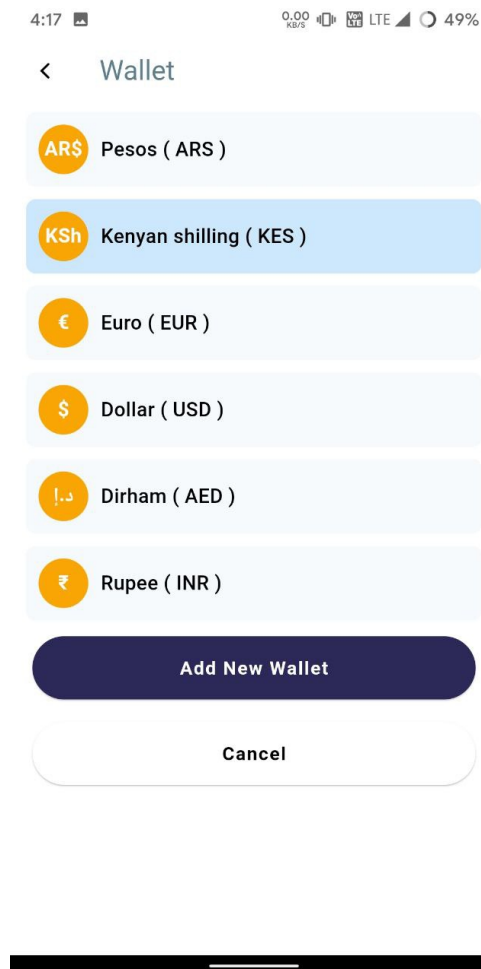 4:17 0.00 KB/S VoLTE LTE 49%
Wallet
AR$ Pesos ( ARS )
KSh Kenyan shilling ( KES )
€ Euro ( EUR )
$ Dollar ( USD )
د.إ Dirham ( AED )
₹ Rupee ( INR )
Add New Wallet
Cancel